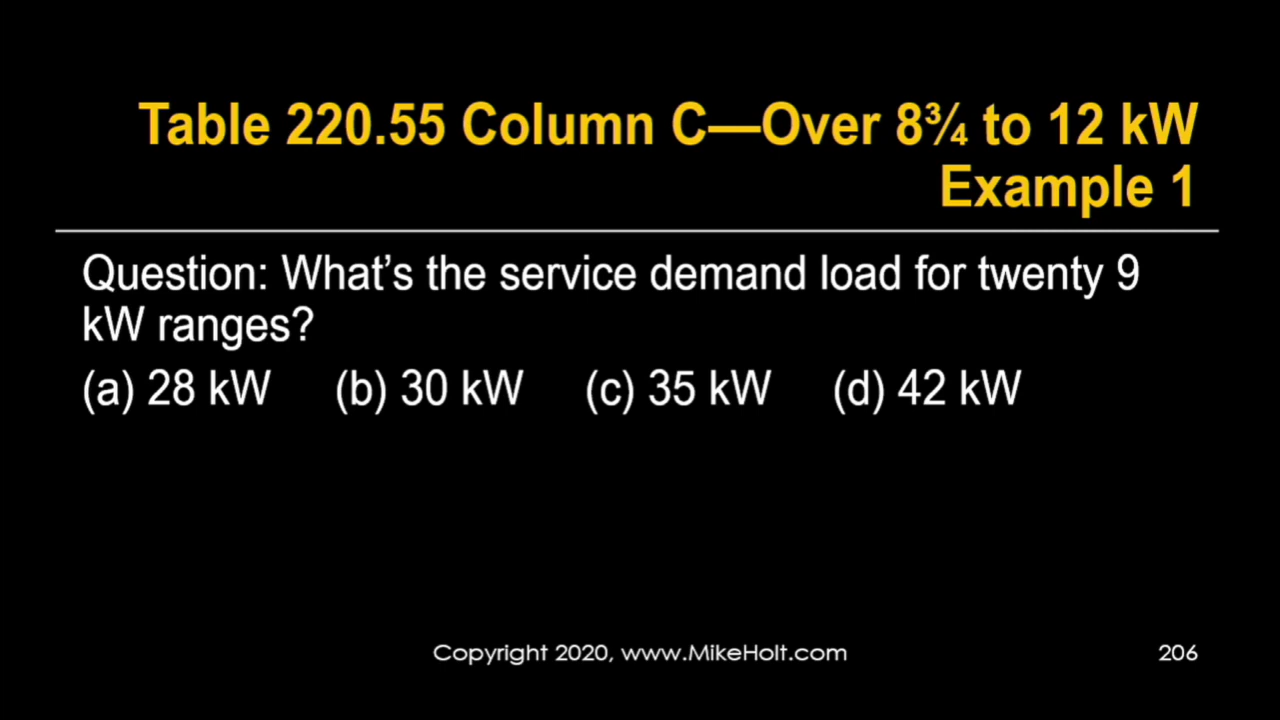 Table 220.55 Column C—Over 8¾ to 12 kW
Example 1
Question: What’s the service demand load for twenty 9
kW ranges?
(a) 28 kW (b) 30 kW (c) 35 kW (d) 42 kW
Copyright 2020, www.MikeHolt.com 206